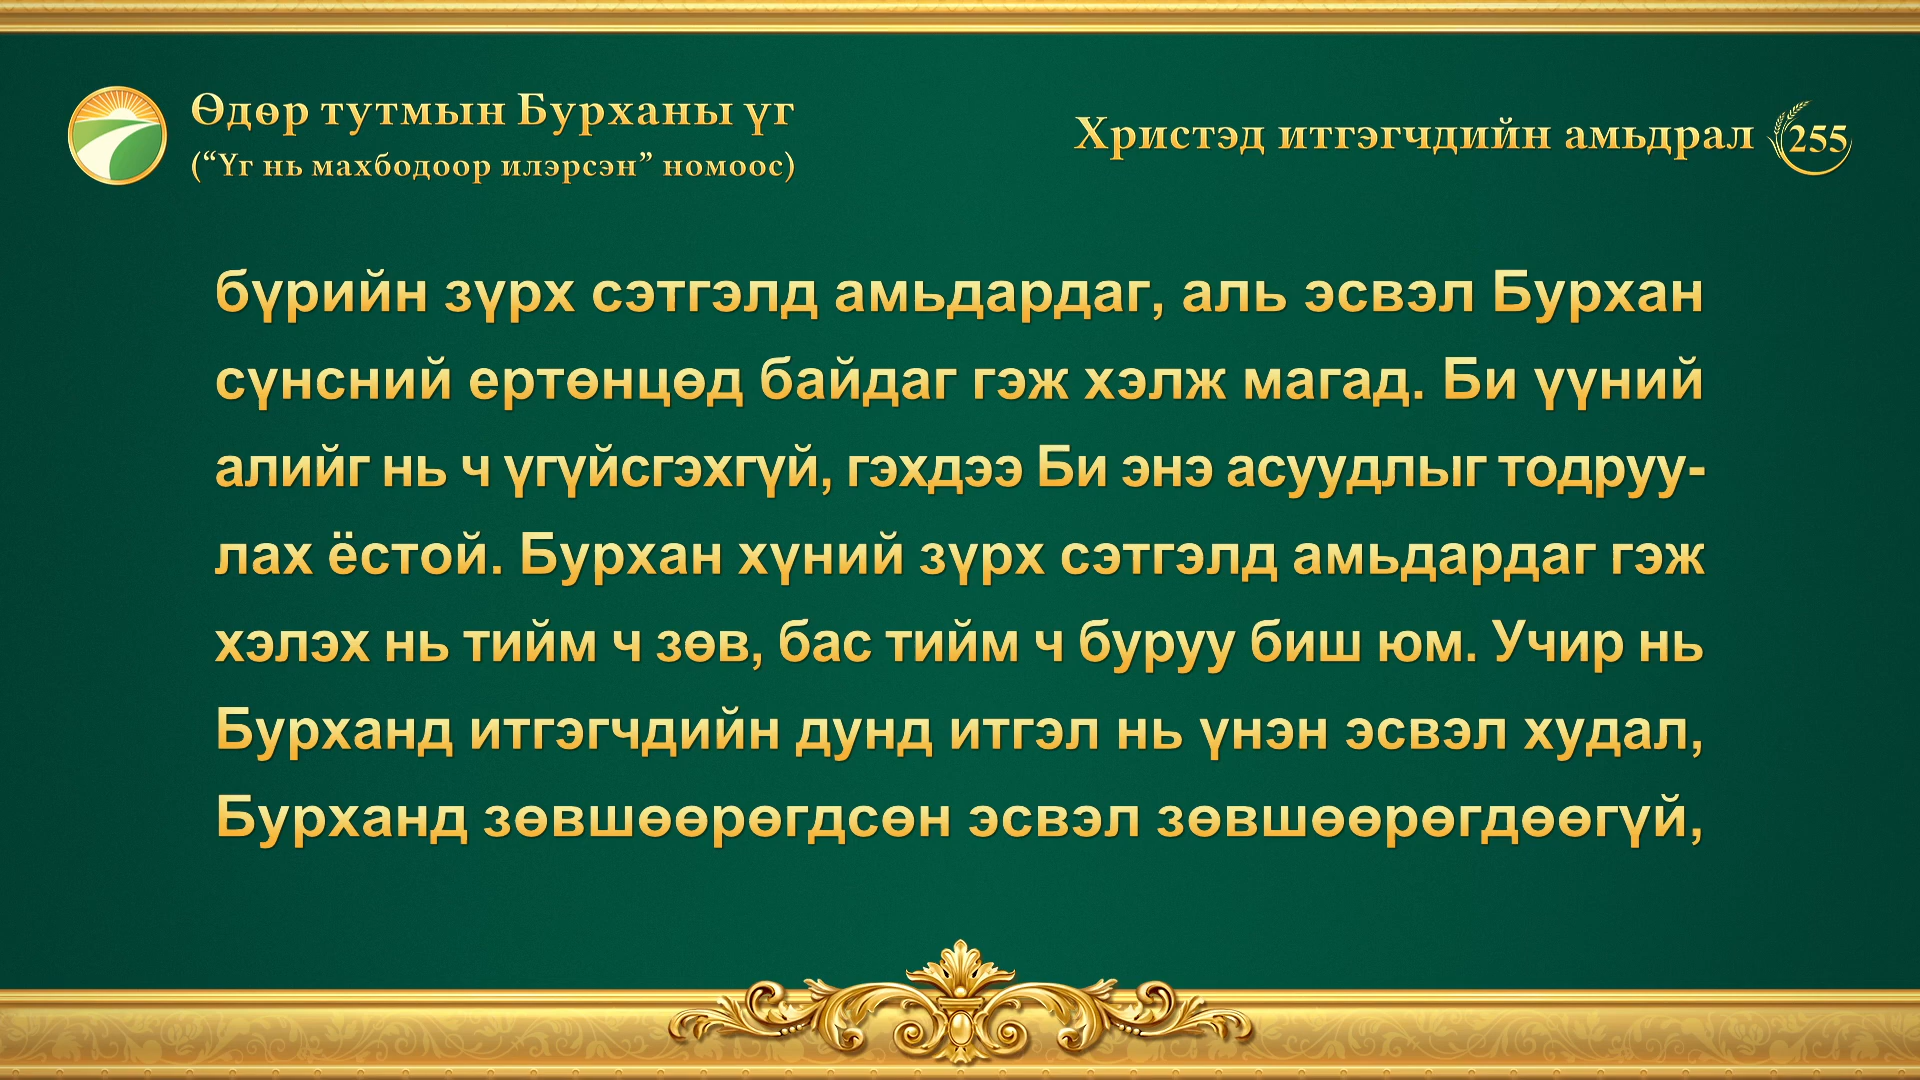 Өдөр тутмын Бурханы үг
(“Үг нь махбодоор илэрсэн” номоос)
Христэд итгэгчдийн амьдрал 255
бүрийн зүрх сэтгэлд амьдардаг, аль эсвэл Бурхан
сүнсний ертөнцөд байдаг гэж хэлж магад. Би үүний
алийг нь ч үгүйсгэхгүй, гэхдээ Би энэ асуудлыг тодруу-
лах ёстой. Бурхан хүний зүрх сэтгэлд амьдардаг гэж
хэлэх нь тийм ч зөв, бас тийм ч буруу биш юм. Учир нь
Бурханд итгэгчдийн дунд итгэл нь үнэн эсвэл худал,
Бурханд зөвшөөрөгдсөн эсвэл зөвшөөрөгдөөгүй,